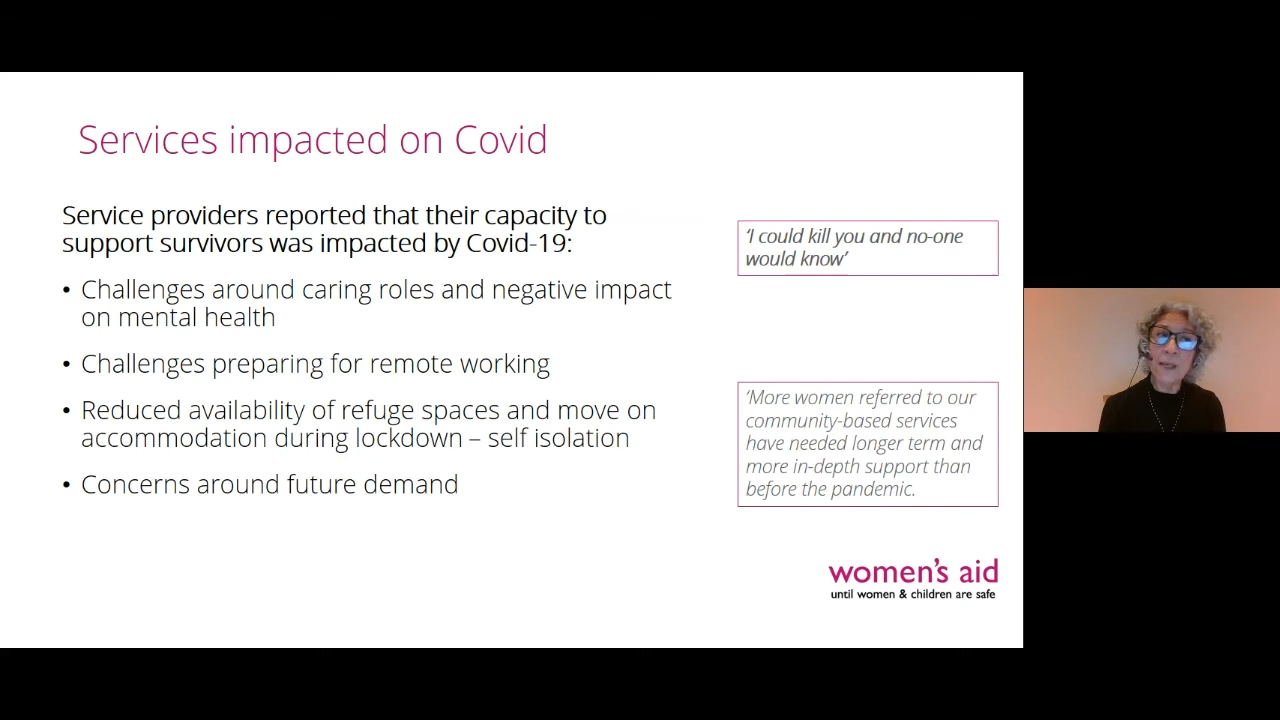 Services impacted on Covid
Service providers reported that their capacity to
support survivors was impacted by Covid-19:
• Challenges around caring roles and negative impact
on mental health
• Challenges preparing for remote working
• Reduced availability of refuge spaces and move on
accommodation during lockdown – self isolation
• Concerns around future demand
‘I could kill you and no-one
would know’
‘More women referred to our
community-based services
have needed longer term and
more in-depth support than
before the pandemic.
women's aid
until women & children are safe